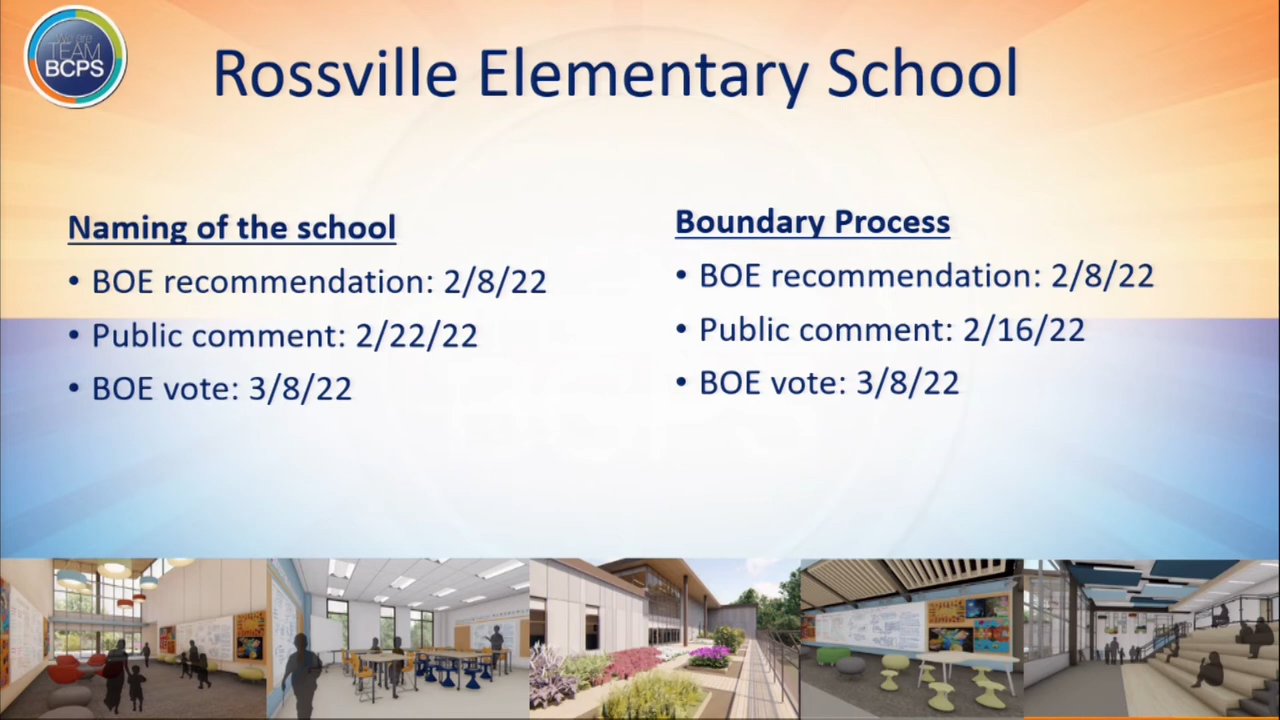 We are
TEAM
BCPS
Rossville Elementary School
Naming of the school
• BOE recommendation: 2/8/22
• Public comment: 2/22/22
• BOE vote: 3/8/22
Boundary Process
• BOE recommendation: 2/8/22
• Public comment: 2/16/22
• BOE vote: 3/8/22